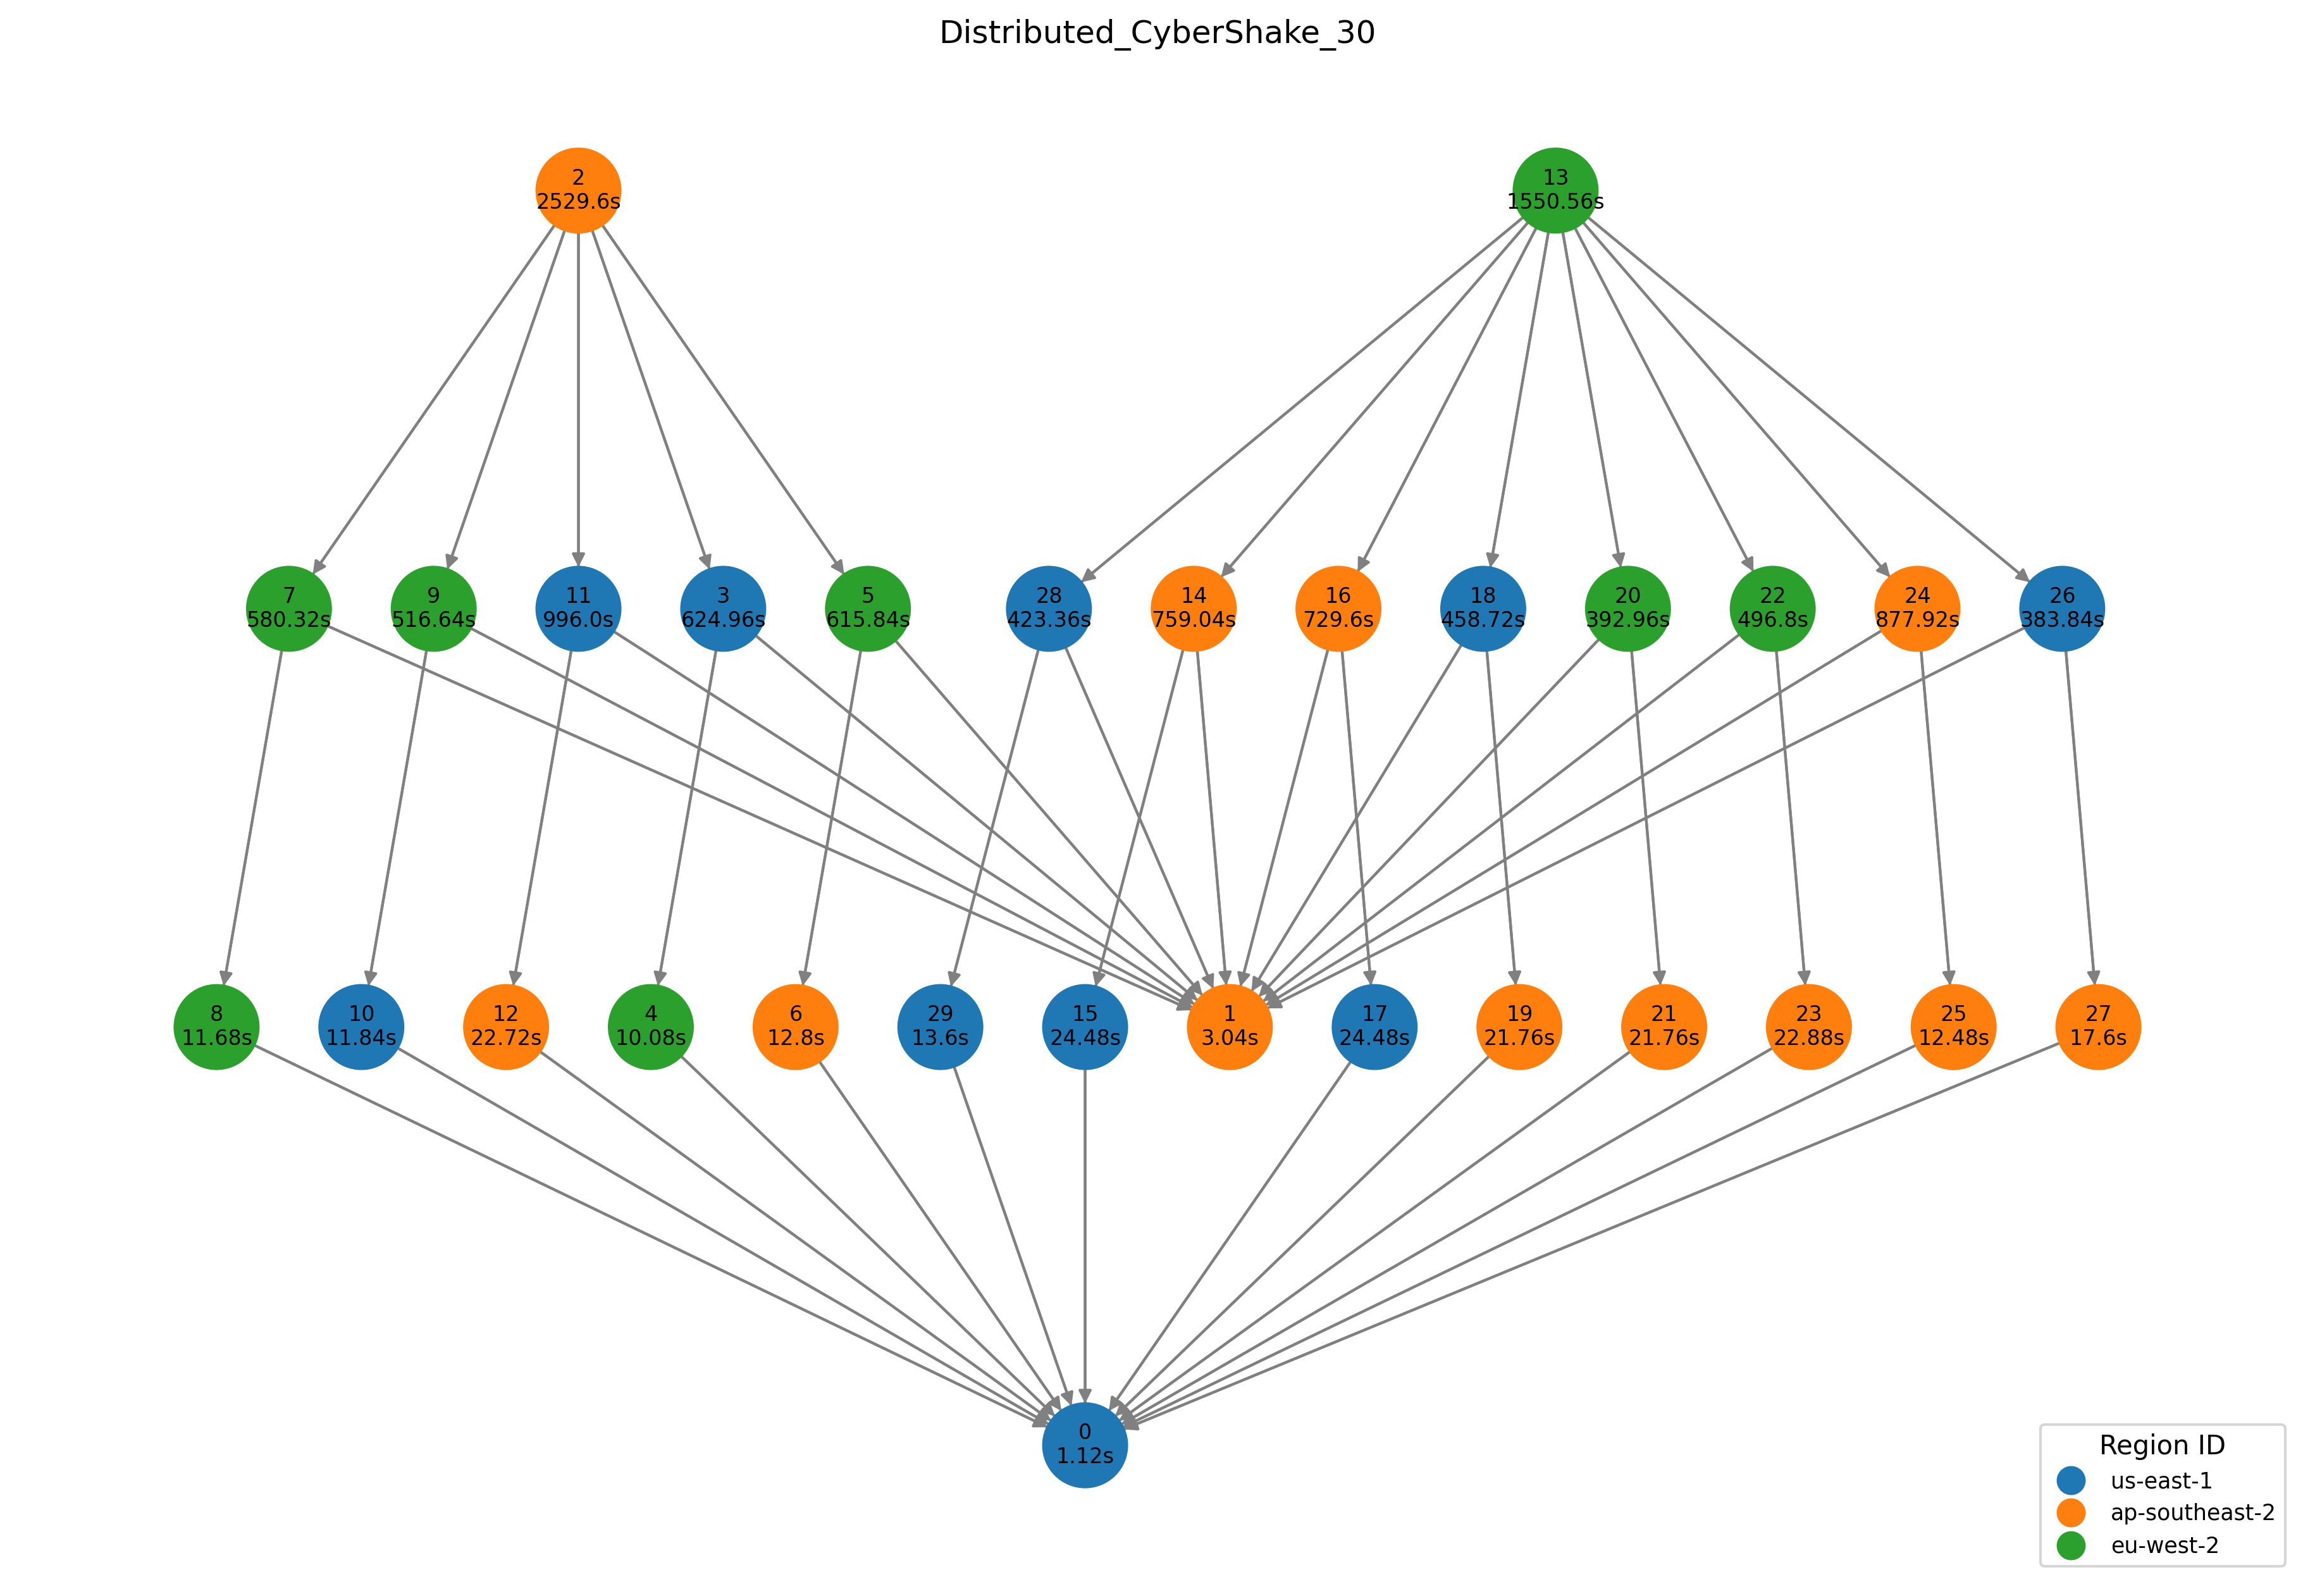 Distributed_CyberShake_30
2
2529.6s
13
1550.56s
7
580.32s
9
516.64s
11
996.0s
3
624.96s
5
615.84s
28
423.36s
14
759.04s
16
729.6s
18
458.72s
20
392.96s
22
496.8s
24
877.92s
26
383.84s
8
11.68s
10
11.84s
12
22.72s
4
10.08s
6
12.8s
29
13.6s
15
24.48s
1
3.04s
17
24.48s
19
21.76s
21
21.76s
23
22.88s
25
12.48s
27
17.6s
0
1.12s
Region ID
us-east-1
ap-southeast-2
eu-west-2